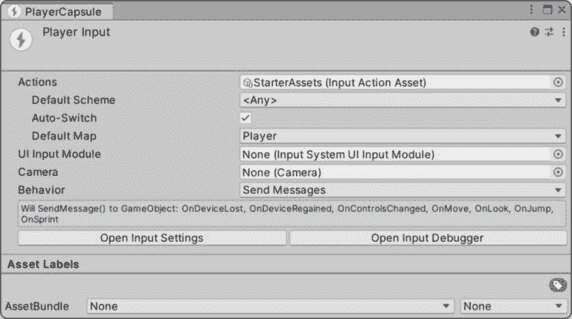 PlayerCapsule
Player Input
Actions StarterAssets (Input Action Asset)
Default Scheme <Any>
Auto-Switch
Default Map Player
UI Input Module None (Input System UI Input Module)
Camera None (Camera)
Behavior Send Messages
Will SendMessage() to GameObject: OnDeviceLost, OnDeviceRegained, OnControlsChanged, OnMove, OnLook, OnJump,
OnSprint
Open Input Settings Open Input Debugger
Asset Labels
AssetBundle None None